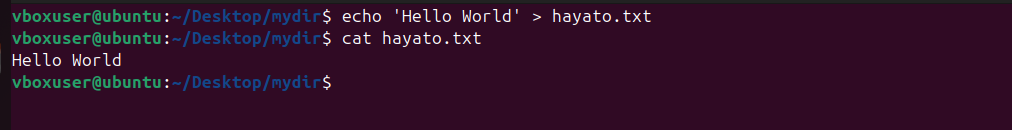 vboxuser@ubuntu:~/Desktop/mydir$ echo 'Hello World' > hayato.txt
vboxuser@ubuntu:~/Desktop/mydir$ cat hayato.txt
Hello World
vboxuser@ubuntu:~/Desktop/mydir$